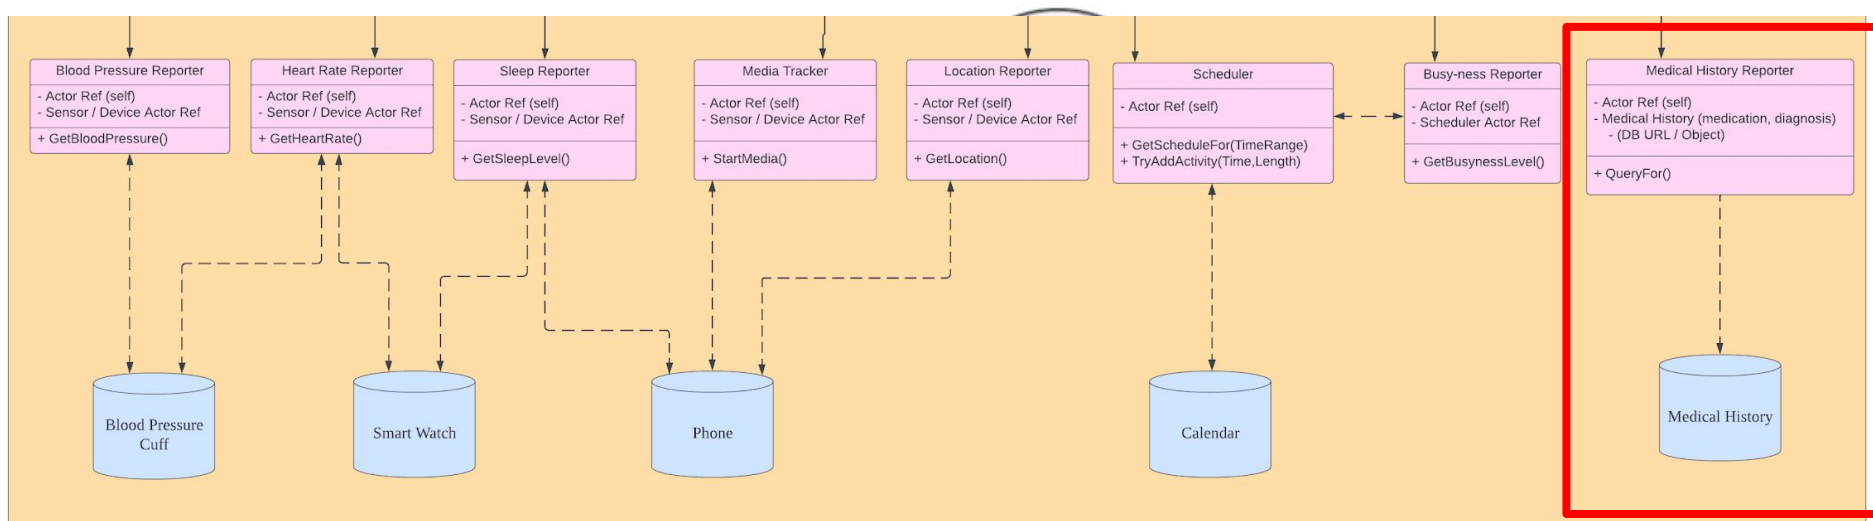 Blood Pressure Reporter
- Actor Ref (self)
- Sensor / Device Actor Ref
+ GetBloodPressure()
Heart Rate Reporter
- Actor Ref (self)
- Sensor / Device Actor Ref
+ GetHeartRate()
Sleep Reporter
- Actor Ref (self)
- Sensor / Device Actor Ref
+ GetSleepLevel()
Media Tracker
- Actor Ref (self)
- Sensor / Device Actor Ref
+ StartMedia()
Location Reporter
- Actor Ref (self)
- Sensor / Device Actor Ref
+ GetLocation()
Scheduler
- Actor Ref (self)
+ GetScheduleFor(TimeRange)
+ TryAddActivity(Time,Length)
Busy-ness Reporter
- Actor Ref (self)
- Scheduler Actor Ref
+ GetBusynessLevel()
Medical History Reporter
- Actor Ref (self)
- Medical History (medication, diagnosis)
- (DB URL / Object)
+ QueryFor()
Blood Pressure
Cuff
Smart Watch
Phone
Calendar
Medical History